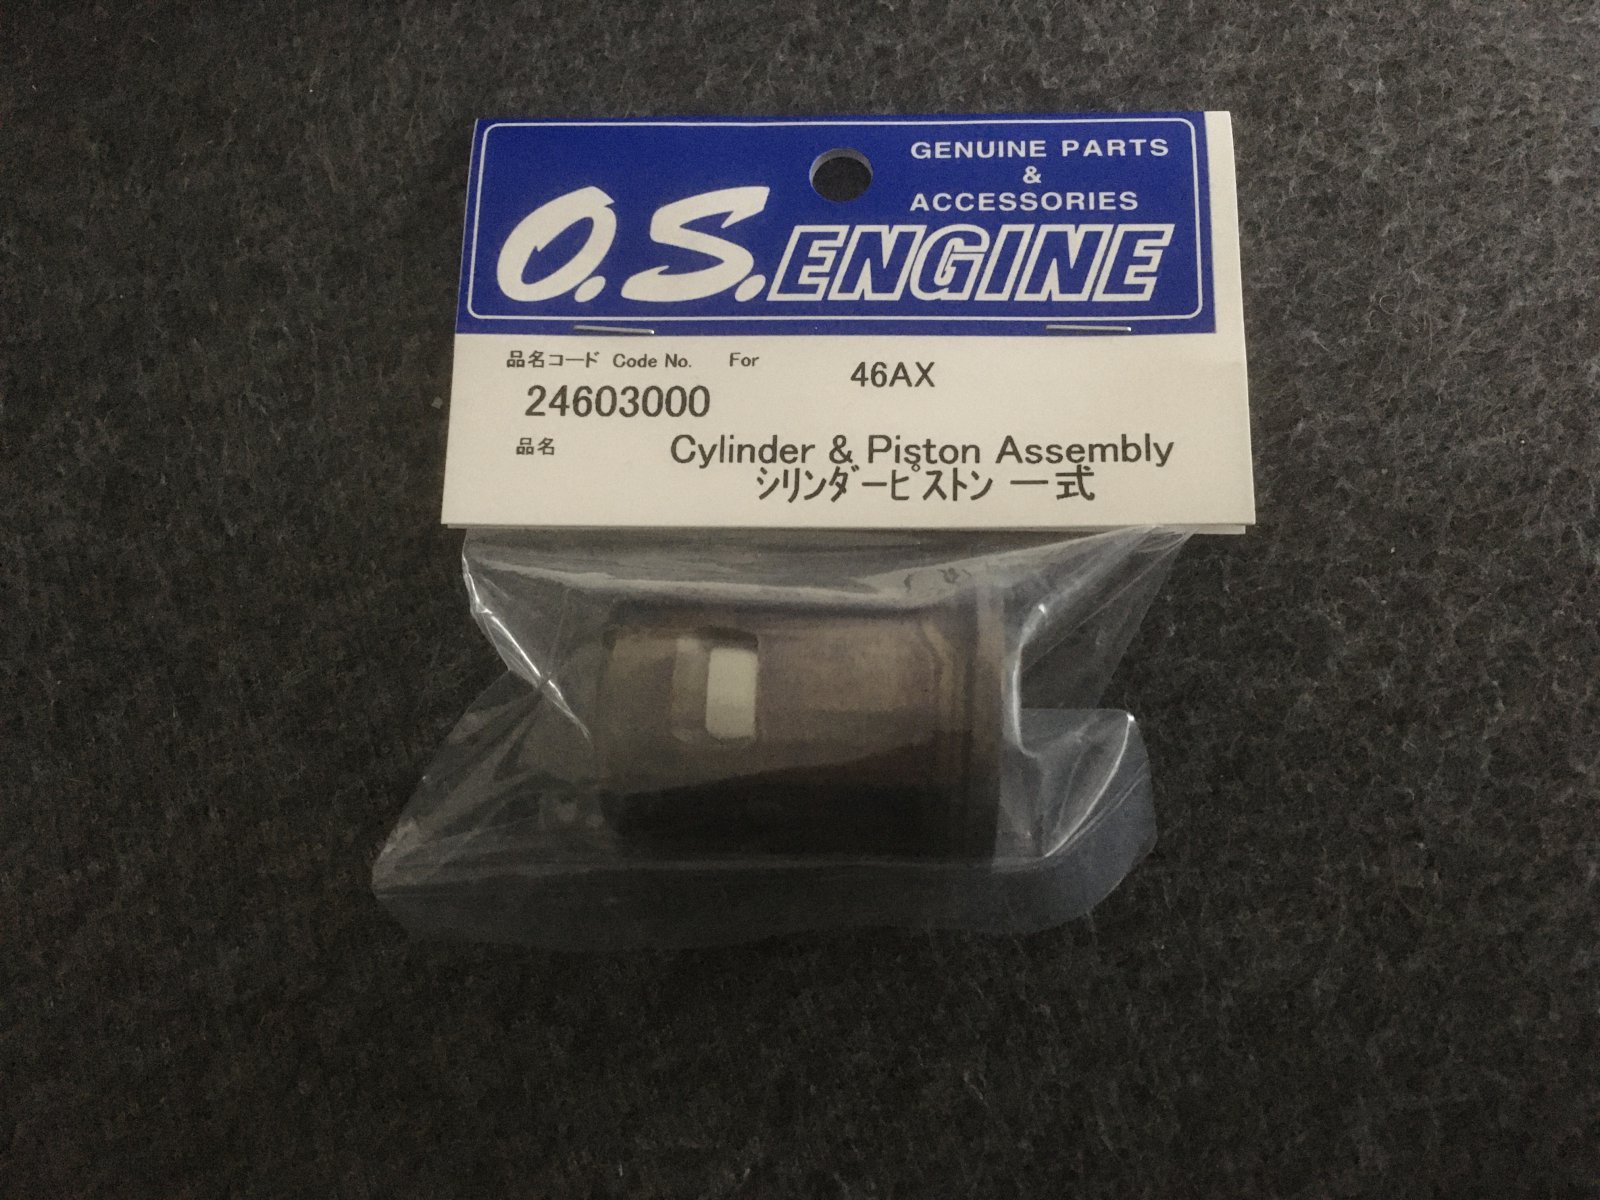 GENUINE PARTS
&
ACCESSORIES
O.S.ENGINE
品名コード Code No. For 46AX
24603000
品名 Cylinder & Piston Assembly
シリンダーピストン 一式